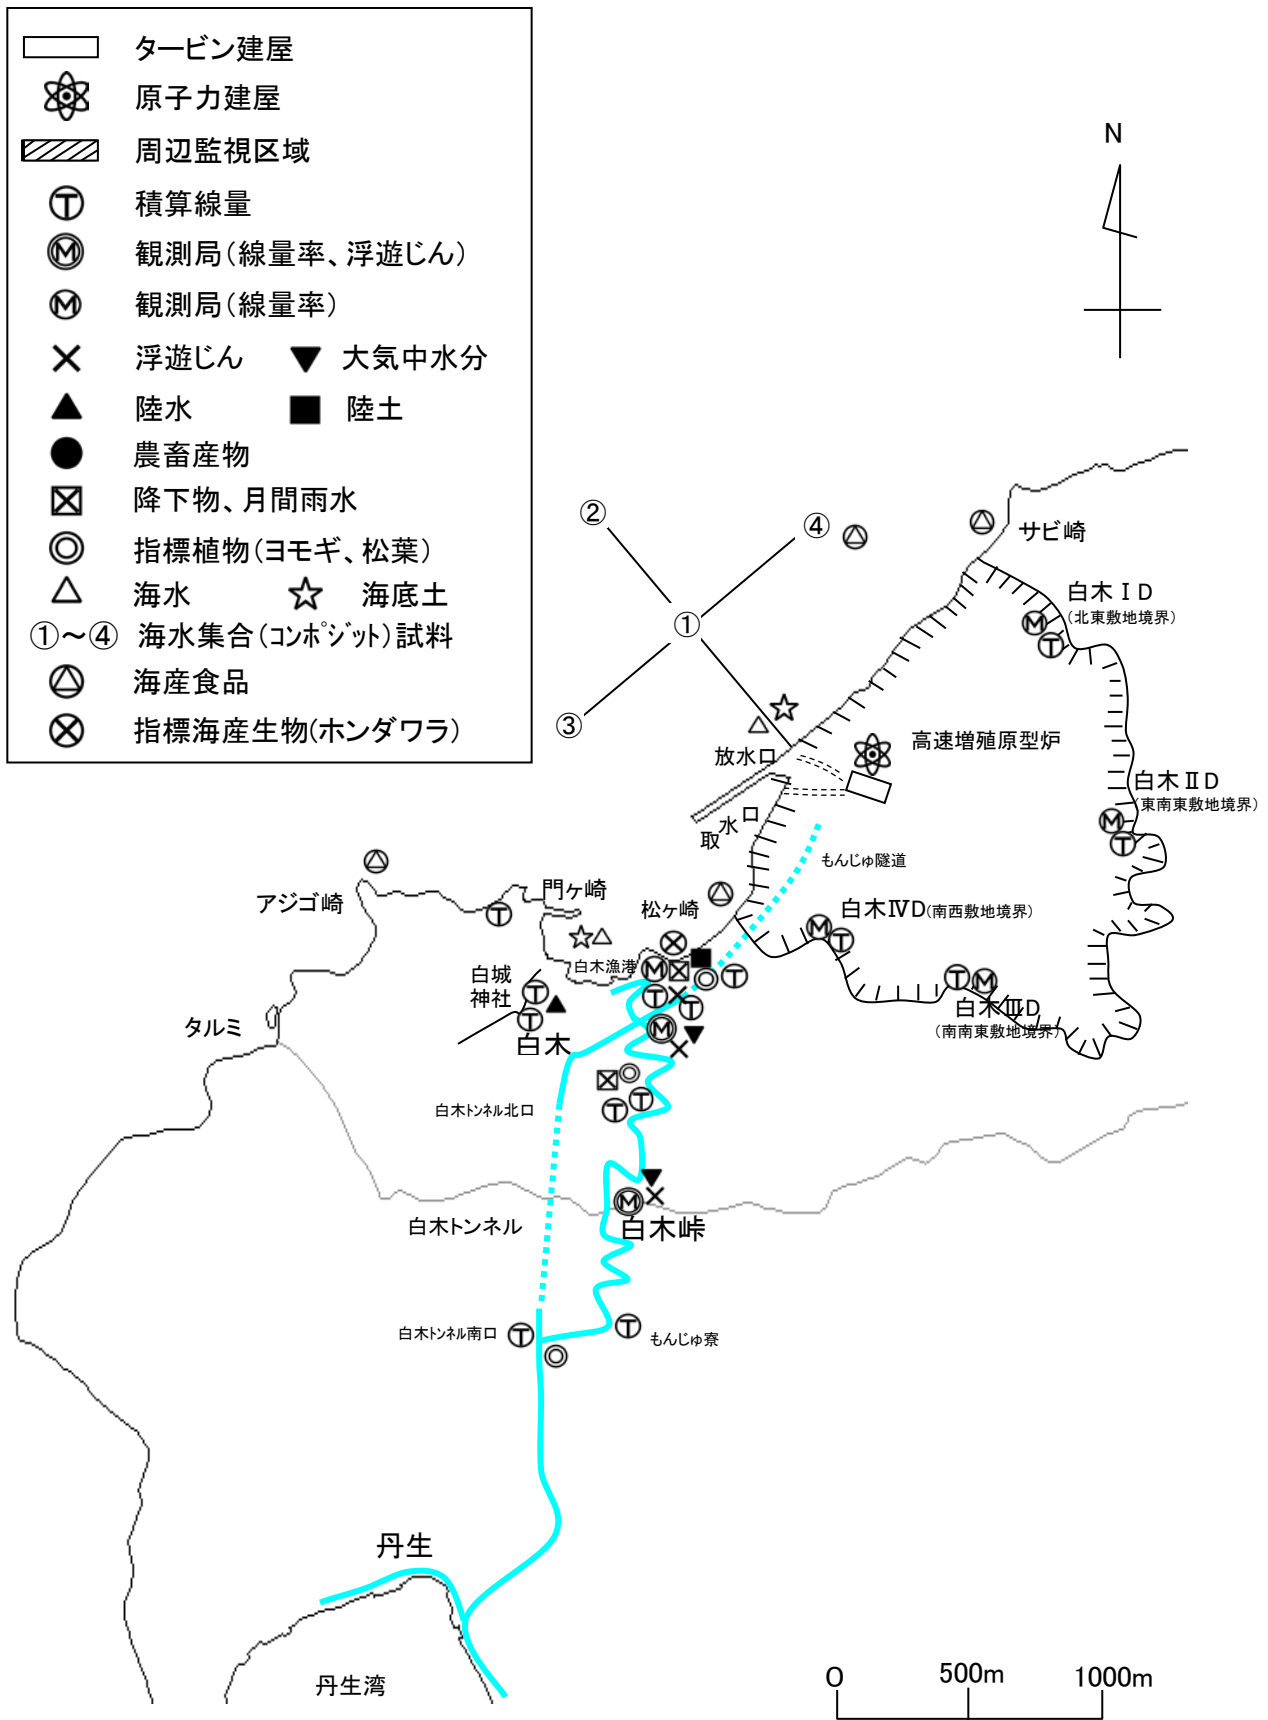 タービン建屋
原子力建屋
周辺監視区域
Ⓣ 積算線量
Ⓜ 観測局(線量率、浮遊じん)
Ⓜ 観測局(線量率)
浮遊じん 大気中水分
陸水 陸土
農畜産物
降下物、月間雨水
指標植物(ヨモギ、松葉)
海水 海底土
①～④ 海水集合(ｺﾝﾎﾟｼﾞｯﾄ)試料
海産食品
指標海産生物(ホンダワラ)
N
②
④
サビ崎
白木ⅠD
(北東敷地境界)
Ⓜ
Ⓣ
①
③
放水口
高速増殖原型炉
白木ⅡD
(東南東敷地境界)
Ⓜ
Ⓣ
取水口
もんじゅ隧道
アジゴ崎
門ヶ崎
Ⓣ
松ヶ崎
白木ⅣD(南西敷地境界)
Ⓜ
Ⓣ
白城
神社
白木漁港
Ⓜ
Ⓣ
Ⓣ
Ⓣ
Ⓣ
Ⓣ
Ⓣ
Ⓜ
白木ⅢD
(南南東敷地境界)
タルミ
Ⓣ
白木
Ⓜ
白木ﾄﾝﾈﾙ北口
Ⓣ
Ⓣ
白木トンネル
Ⓜ
白木峠
白木ﾄﾝﾈﾙ南口
Ⓣ
Ⓣ
もんじゅ寮
丹生
丹生湾
0 500m 1000m